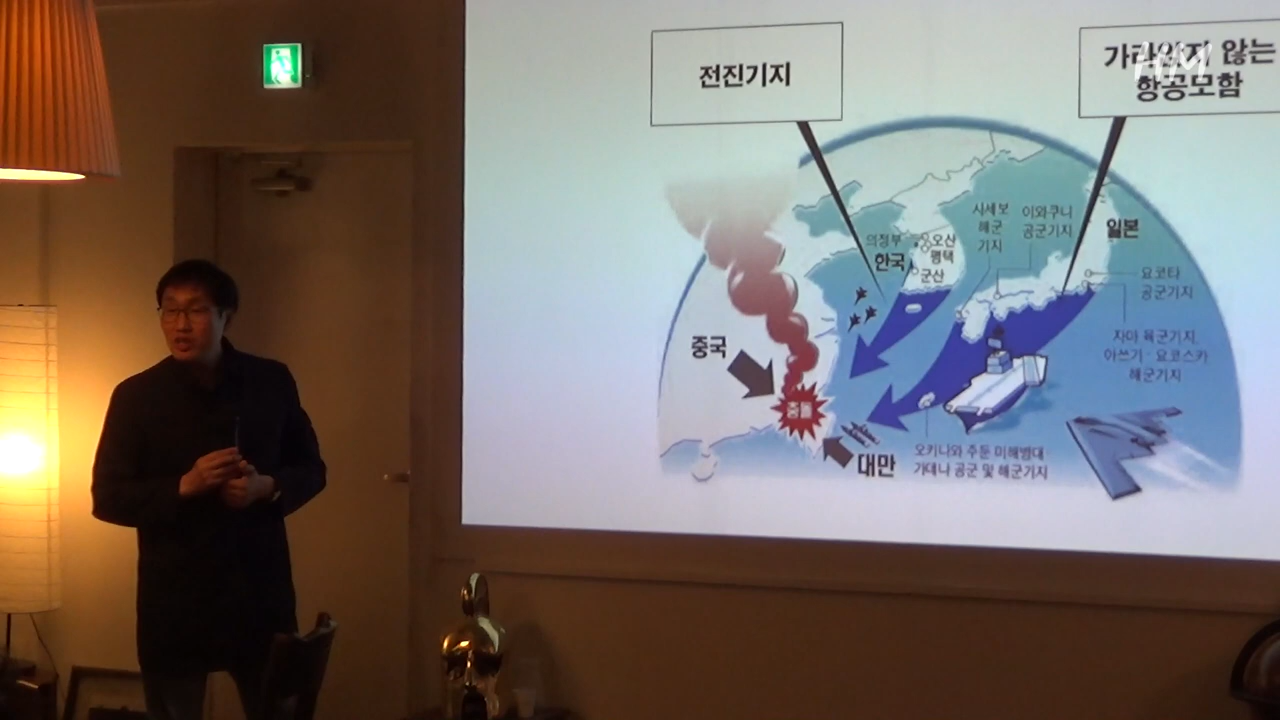 전진기지
가라앉지 않는
항공모함
HM
시세보
해군
기지
이와쿠니
공군기지
일본
의정부
한국
오산
평택
군산
요코타
공군기지
중국
자마 육군기지,
아쓰기·요코스카
해군기지
충돌
대만
오키나와 주둔 미해병대
가데나 공군 및 해군기지